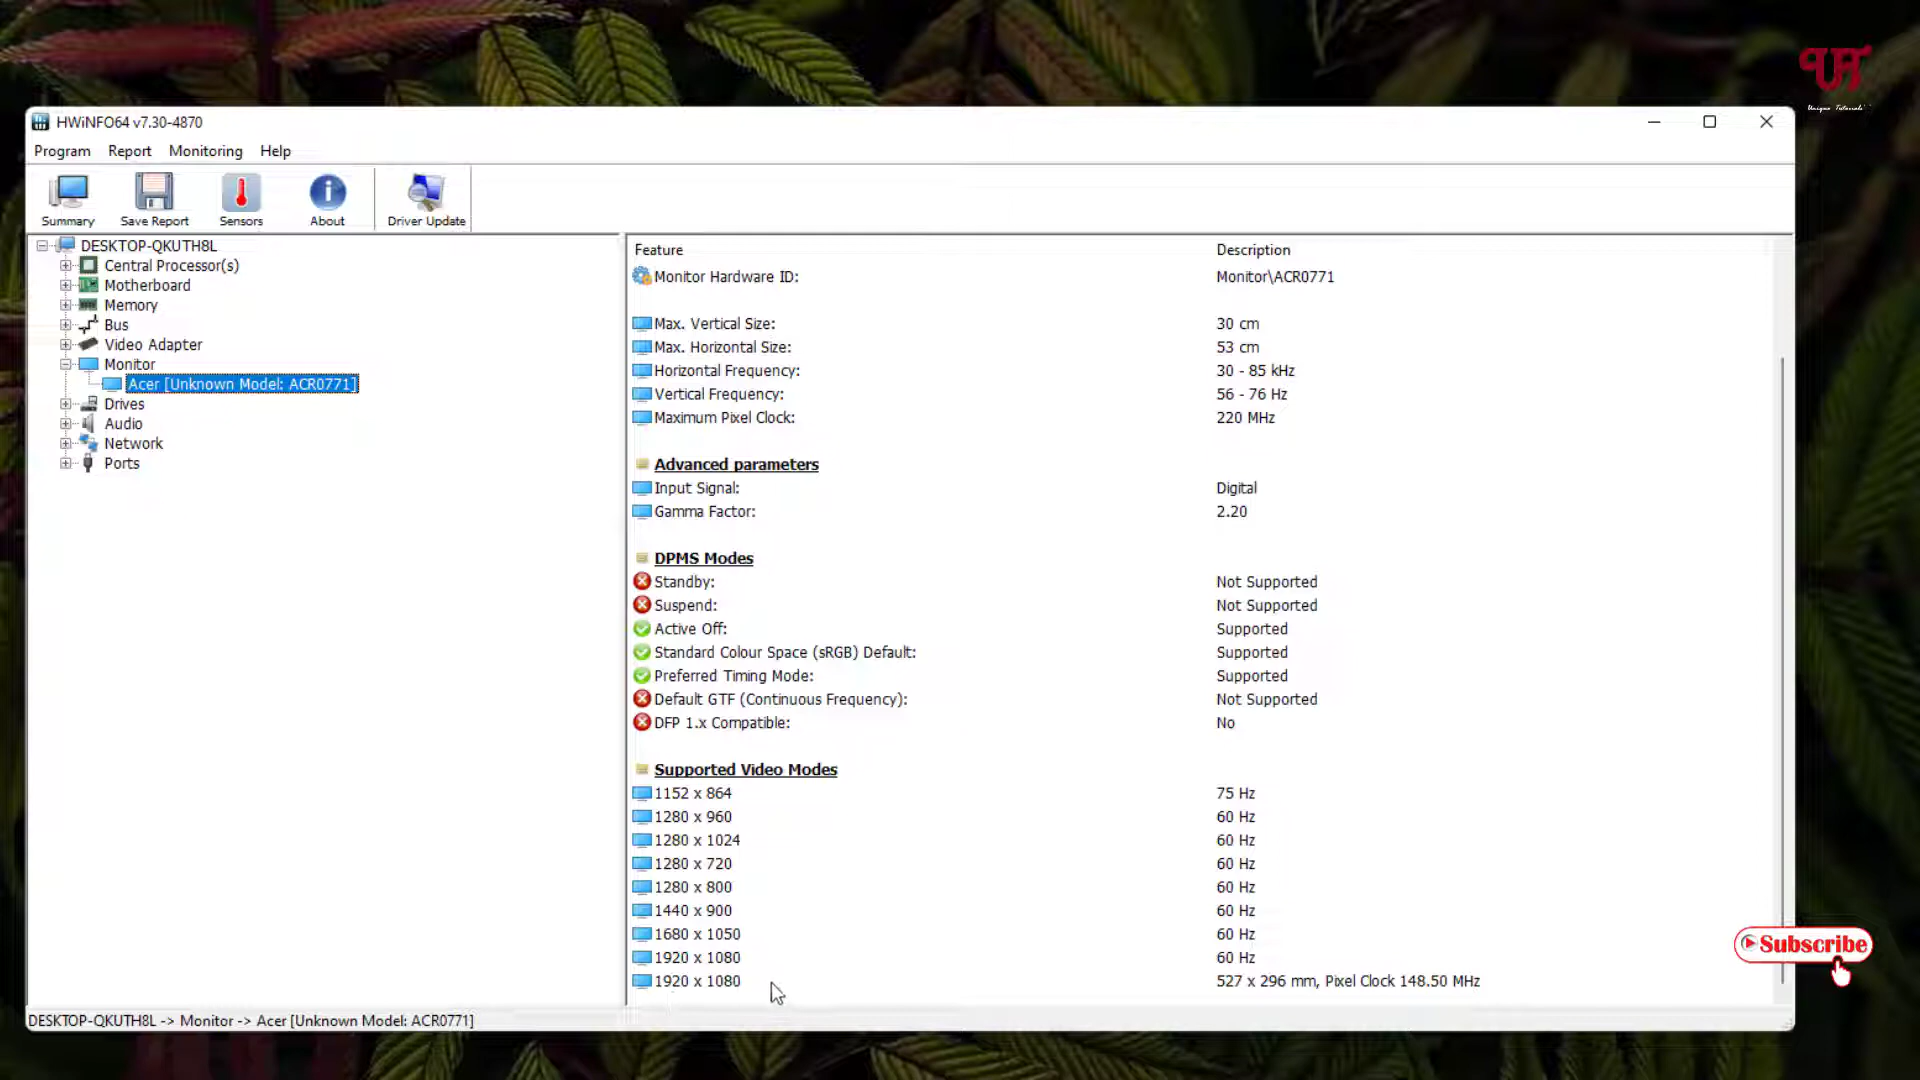 HWiNFO64 v7.30-4870
Program Report Monitoring Help
Summary Save Report Sensors About Driver Update
DESKTOP-QKUTH8L
Central Processor(s)
Motherboard
Memory
Bus
Video Adapter
Monitor
Acer [Unknown Model: ACR0771]
Drives
Audio
Network
Ports
Feature Description
Monitor Hardware ID: Monitor\ACR0771
Max. Vertical Size: 30 cm
Max. Horizontal Size: 53 cm
Horizontal Frequency: 30 - 85 kHz
Vertical Frequency: 56 - 76 Hz
Maximum Pixel Clock: 220 MHz
Advanced parameters
Input Signal: Digital
Gamma Factor: 2.20
DPMS Modes
Standby: Not Supported
Suspend: Not Supported
Active Off: Supported
Standard Colour Space (sRGB) Default: Supported
Preferred Timing Mode: Supported
Default GTF (Continuous Frequency): Not Supported
DFP 1.x Compatible: No
Supported Video Modes
1152 x 864 75 Hz
1280 x 960 60 Hz
1280 x 1024 60 Hz
1280 x 720 60 Hz
1280 x 800 60 Hz
1440 x 900 60 Hz
1680 x 1050 60 Hz
1920 x 1080 60 Hz
1920 x 1080 527 x 296 mm, Pixel Clock 148.50 MHz
DESKTOP-QKUTH8L -> Monitor -> Acer [Unknown Model: ACR0771]
UT
Unique Tutorials
Subscribe